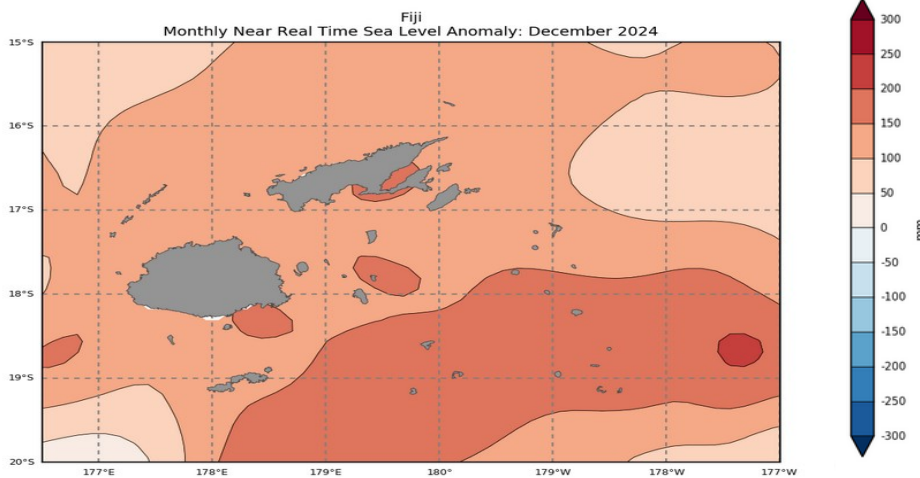 Fiji
Monthly Near Real Time Sea Level Anomaly: December 2024
15°S
16°S
17°S
18°S
19°S
20°S
177°E
178°E
179°E
180°
179°W
178°W
177°W
300
250
200
150
100
50
0
-50
-100
-150
-200
-250
-300
mm